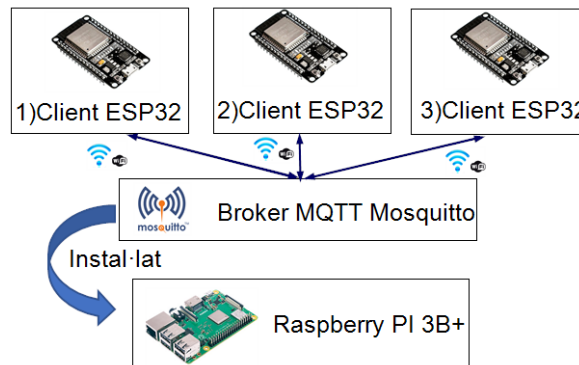 1)Client ESP32
2)Client ESP32
3)Client ESP32
mosquitto
Broker MQTT Mosquitto
Instal·lat
Raspberry PI 3B+